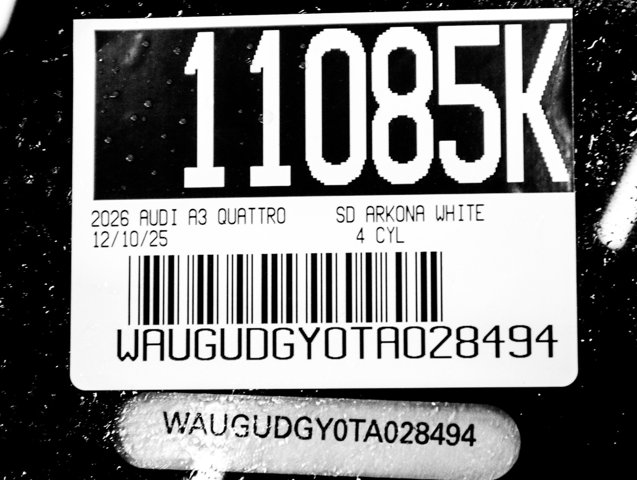 11085K
2026 AUDI A3 QUATTRO SD ARKONA WHITE
12/10/25 4 CYL
WAUGUDGY0TA028494
WAUGUDGY0TA028494